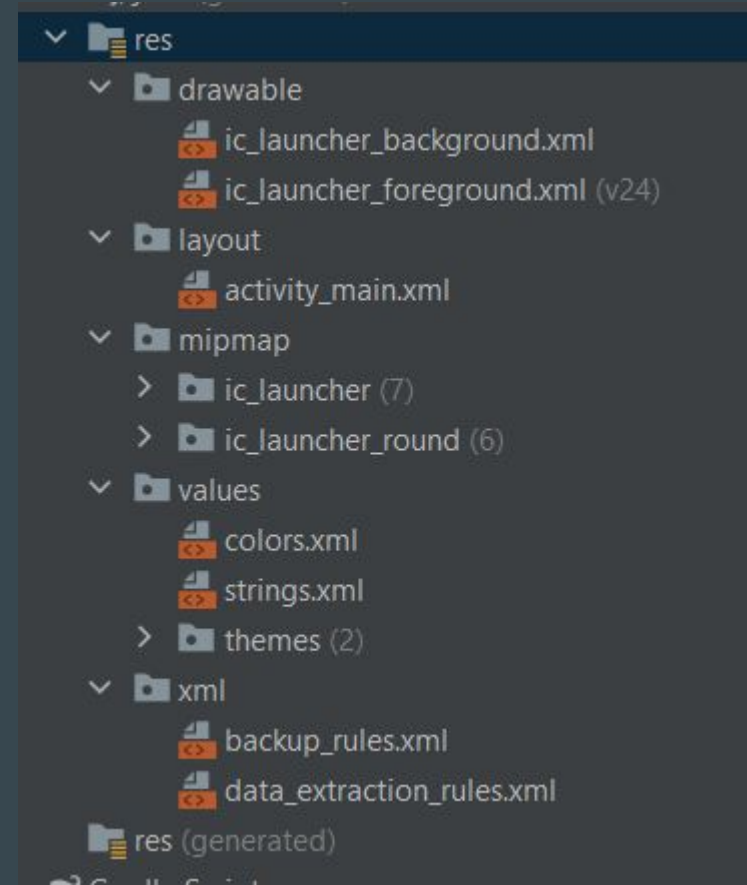 res
drawable
ic_launcher_background.xml
ic_launcher_foreground.xml (v24)
layout
activity_main.xml
mipmap
ic_launcher (7)
ic_launcher_round (6)
values
colors.xml
strings.xml
themes (2)
xml
backup_rules.xml
data_extraction_rules.xml
res (generated)